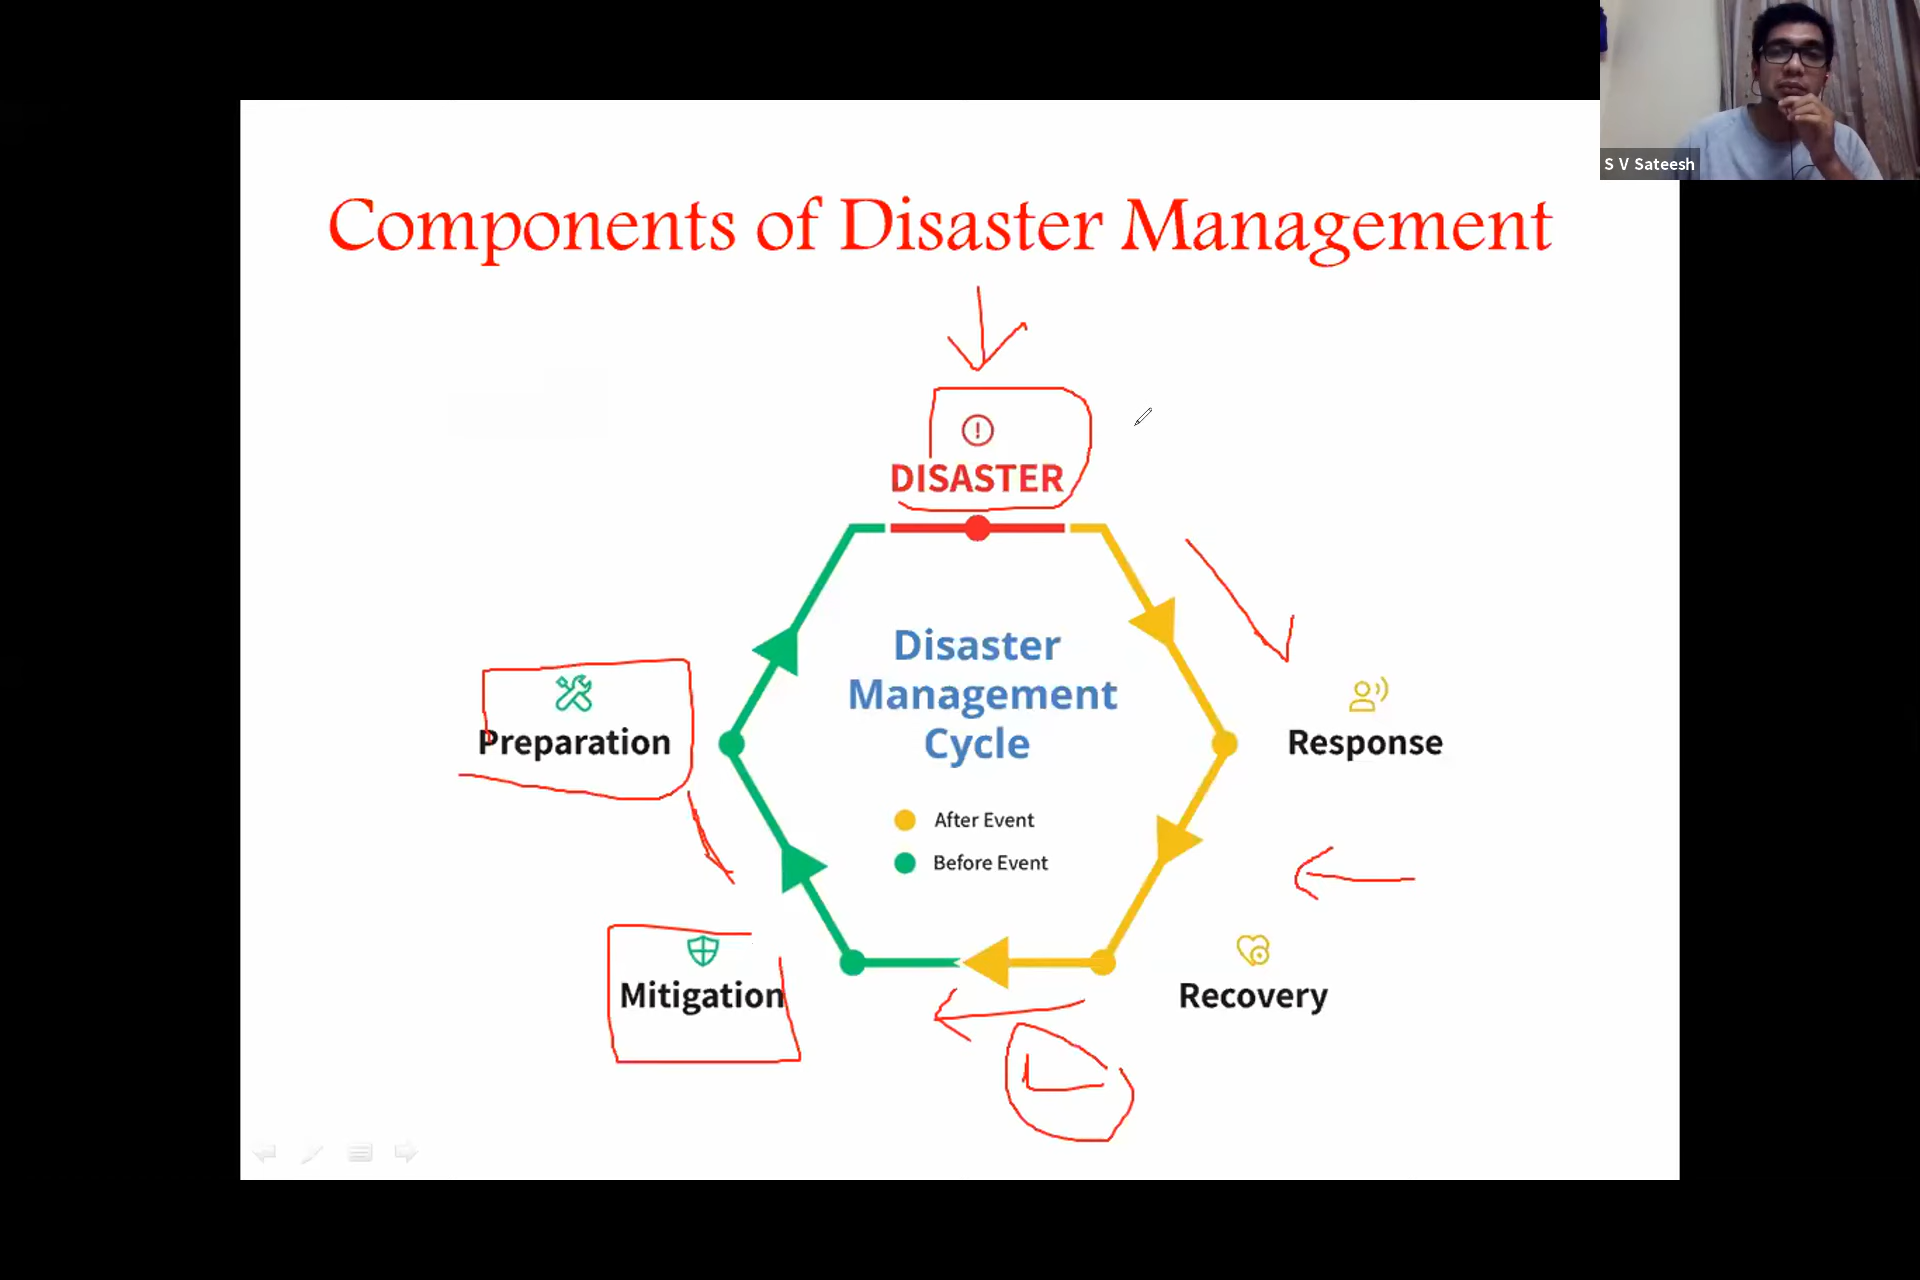 S V Sateesh
Components of Disaster Management
DISASTER
Disaster
Management
Cycle
Preparation
Response
After Event
Before Event
Mitigation
Recovery